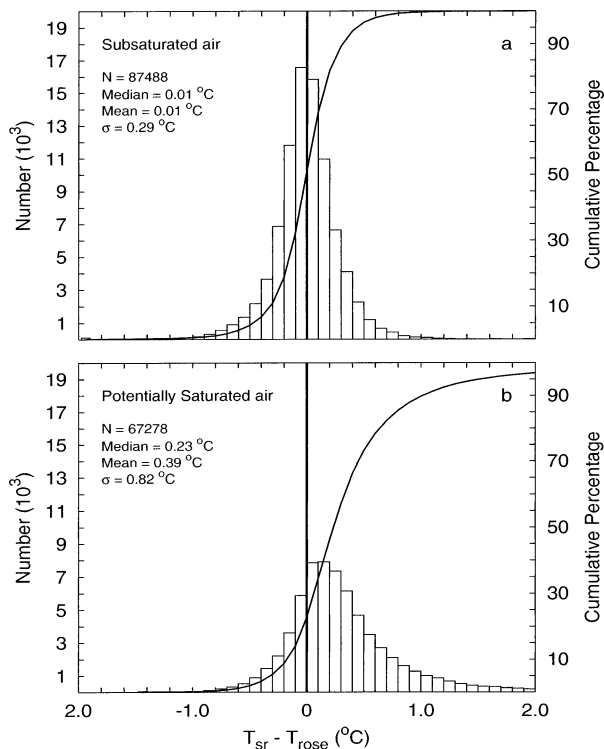 19
17
15
13
11
9
7
5
3
1
Number (10³)
Subsaturated air
a
N = 87488
Median = 0.01 °C
Mean = 0.01 °C
σ = 0.29 °C
90
70
50
30
10
Cumulative Percentage
19
17
15
13
11
9
7
5
3
1
Number (10³)
Potentially Saturated air
b
N = 67278
Median = 0.23 °C
Mean = 0.39 °C
σ = 0.82 °C
90
70
50
30
10
Cumulative Percentage
2.0 -1.0 0 1.0 2.0
T_sr - T_rose (°C)